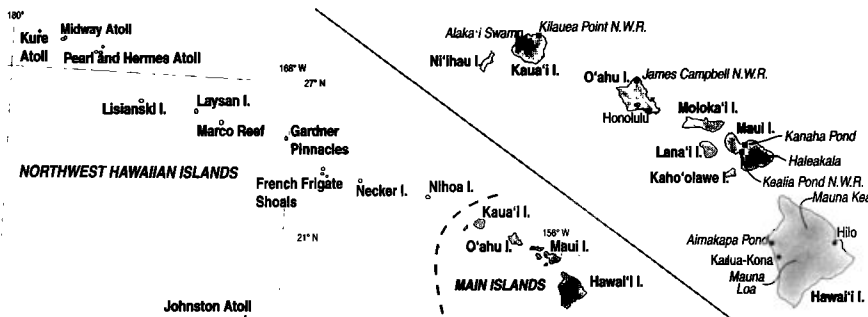 180°
Kure
Atoll
Midway Atoll
Pearl and Hermes Atoll
166° W
27° N
Lisianski I.
Laysan I.
Marco Reef
Gardner
Pinnacles
NORTHWEST HAWAIIAN ISLANDS
French Frigate
Shoals
Necker I.
Nihoa I.
21° N
Kaua'i I.
O'ahu I.
156° W
Maui I.
MAIN ISLANDS
Hawai'i I.
Johnston Atoll
Alaka'i Swamp
Kilauea Point N.W.R.
Ni'ihau I.
Kaua'i I.
O'ahu I.
James Campbell N.W.R.
Honolulu
Moloka'i I.
Maui I.
Kanaha Pond
Lana'i I.
Haleakala
Kaho'olawe I.
Kealia Pond N.W.R.
Mauna Kea
Aimakapa Pond
Hilo
Kailua-Kona
Mauna
Loa
Hawai'i I.